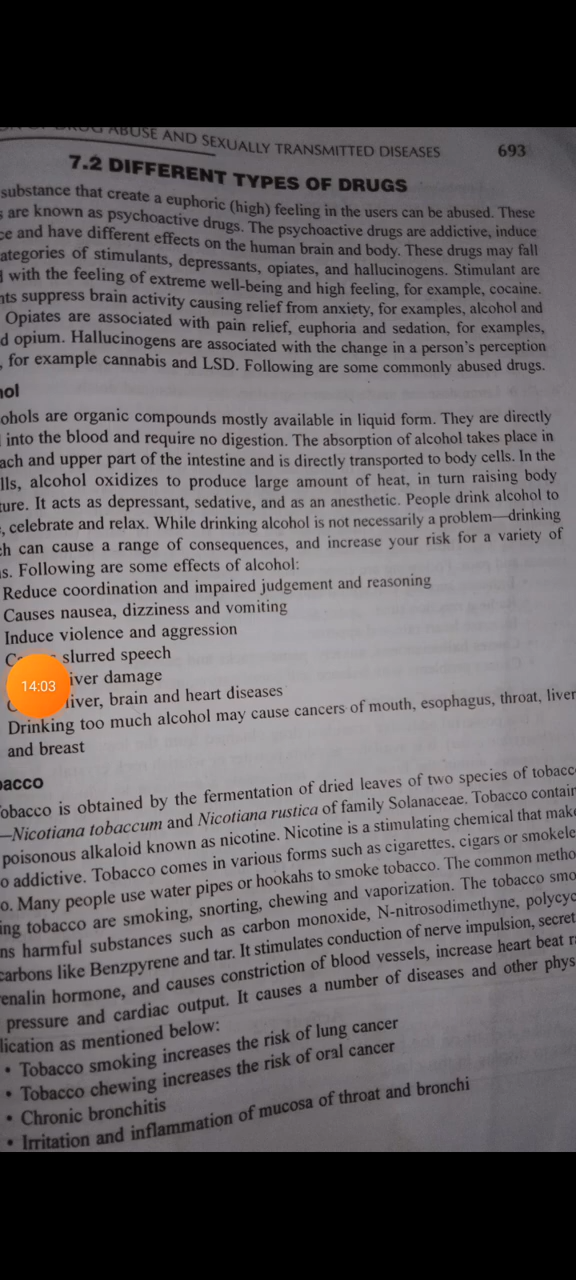 ABUSE AND SEXUALLY TRANSMITTED DISEASES 693
7.2 DIFFERENT TYPES OF DRUGS
substance that create a euphoric (high) feeling in the users can be abused. These
are known as psychoactive drugs. The psychoactive drugs are addictive, induce
and have different effects on the human brain and body. These drugs may fall
of stimulants, depressants, opiates, and hallucinogens. Stimulant are
with the feeling of extreme well-being and high feeling, for example, cocaine.
suppress brain activity causing relief from anxiety, for examples, alcohol and
Opiates are associated with pain relief, euphoria and sedation, for examples,
opium. Hallucinogens are associated with the change in a person's perception
, for example cannabis and LSD. Following are some commonly abused drugs.
hol
ohols are organic compounds mostly available in liquid form. They are directly
into the blood and require no digestion. The absorption of alcohol takes place in
ach and upper part of the intestine and is directly transported to body cells. In the
lls, alcohol oxidizes to produce large amount of heat, in turn raising body
ture. It acts as depressant, sedative, and as an anesthetic. People drink alcohol to
, celebrate and relax. While drinking alcohol is not necessarily a problem—drinking
ch can cause a range of consequences, and increase your risk for a variety of
s. Following are some effects of alcohol:
Reduce coordination and impaired judgement and reasoning
Causes nausea, dizziness and vomiting
Induce violence and aggression
slurred speech
iver damage
14:03
liver, brain and heart diseases
Drinking too much alcohol may cause cancers of mouth, esophagus, throat, liver
and breast
bacco
obacco is obtained by the fermentation of dried leaves of two species of tobacc
—Nicotiana tobaccum and Nicotiana rustica of family Solanaceae. Tobacco contain
poisonous alkaloid known as nicotine. Nicotine is a stimulating chemical that make
o addictive. Tobacco comes in various forms such as cigarettes, cigars or smokele
o. Many people use water pipes or hookahs to smoke tobacco. The common metho
ing tobacco are smoking, snorting, chewing and vaporization. The tobacco smo
ns harmful substances such as carbon monoxide, N-nitrosodimethyne, polycyc
carbons like Benzpyrene and tar. It stimulates conduction of nerve impulsion, secret
enalin hormone, and causes constriction of blood vessels, increase heart beat r
pressure and cardiac output. It causes a number of diseases and other phys
lication as mentioned below:
• Tobacco smoking increases the risk of lung cancer
• Tobacco chewing increases the risk of oral cancer
• Chronic bronchitis
• Irritation and inflammation of mucosa of throat and bronchi